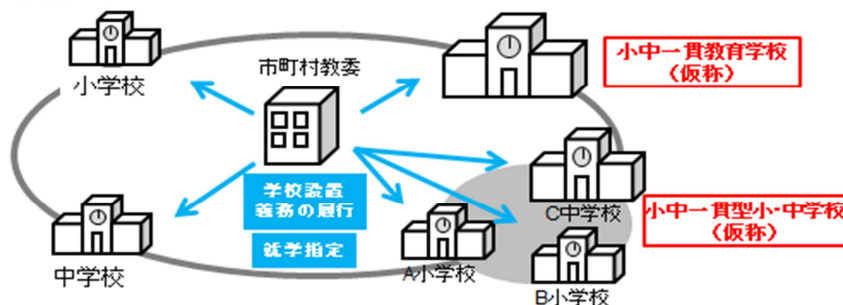 小学校
市町村教委
小中一貫教育学校
(仮称)
学校設置
義務の履行
就学指定
中学校
A小学校
C中学校
B小学校
小中一貫型小・中学校
(仮称)